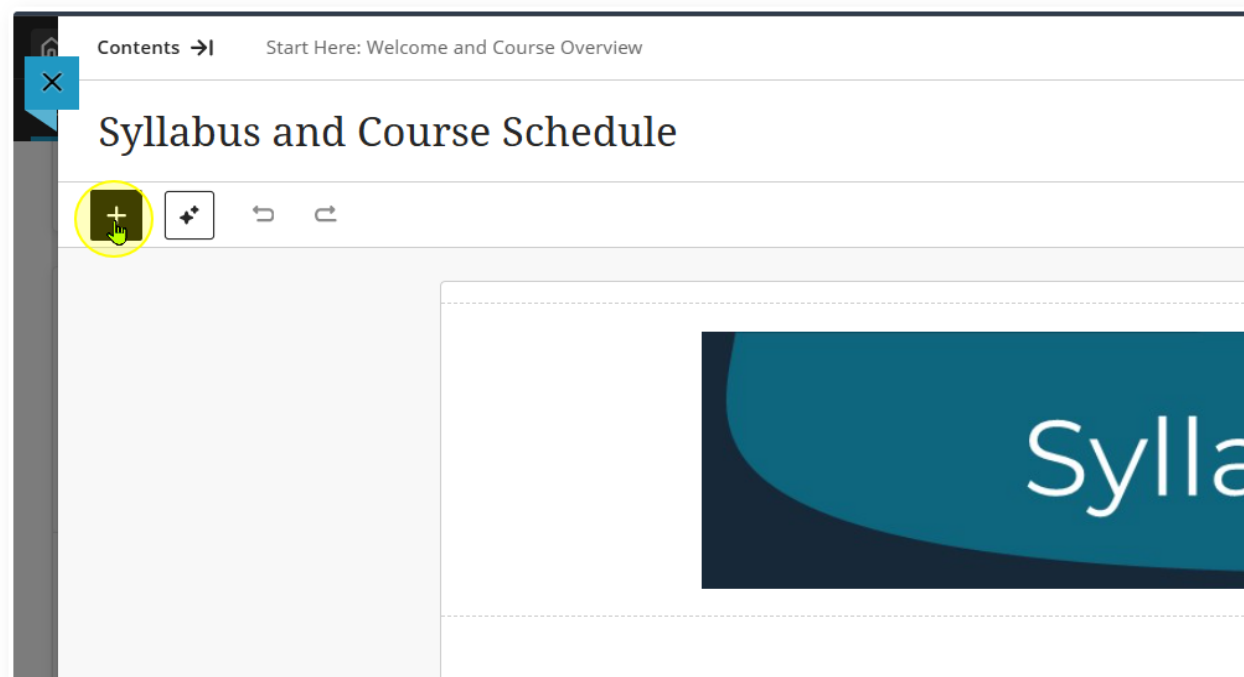 Contents
Start Here: Welcome and Course Overview
Syllabus and Course Schedule
Sylla